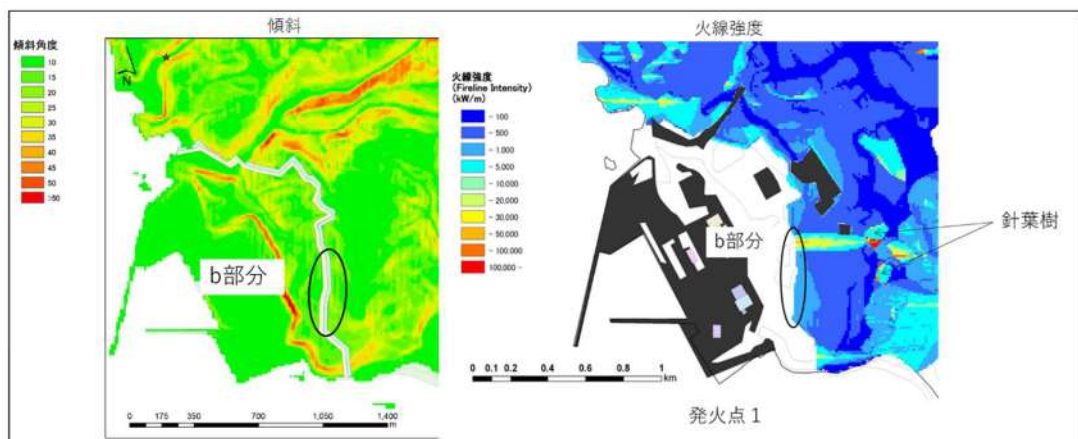 傾斜
傾斜角度
10
15
20
25
30
35
40
45
50
>50
N
b部分
0 175 350 700 1,050 1,400
m
火線強度
火線強度
(Fireline Intensity)
(kW/m)
- 100
- 500
- 1,000
- 5,000
- 10,000
- 20,000
- 30,000
- 50,000
- 100,000
100,000 -
b部分
針葉樹
0 0.1 0.2 0.4 0.6 0.8 1
km
発火点 1